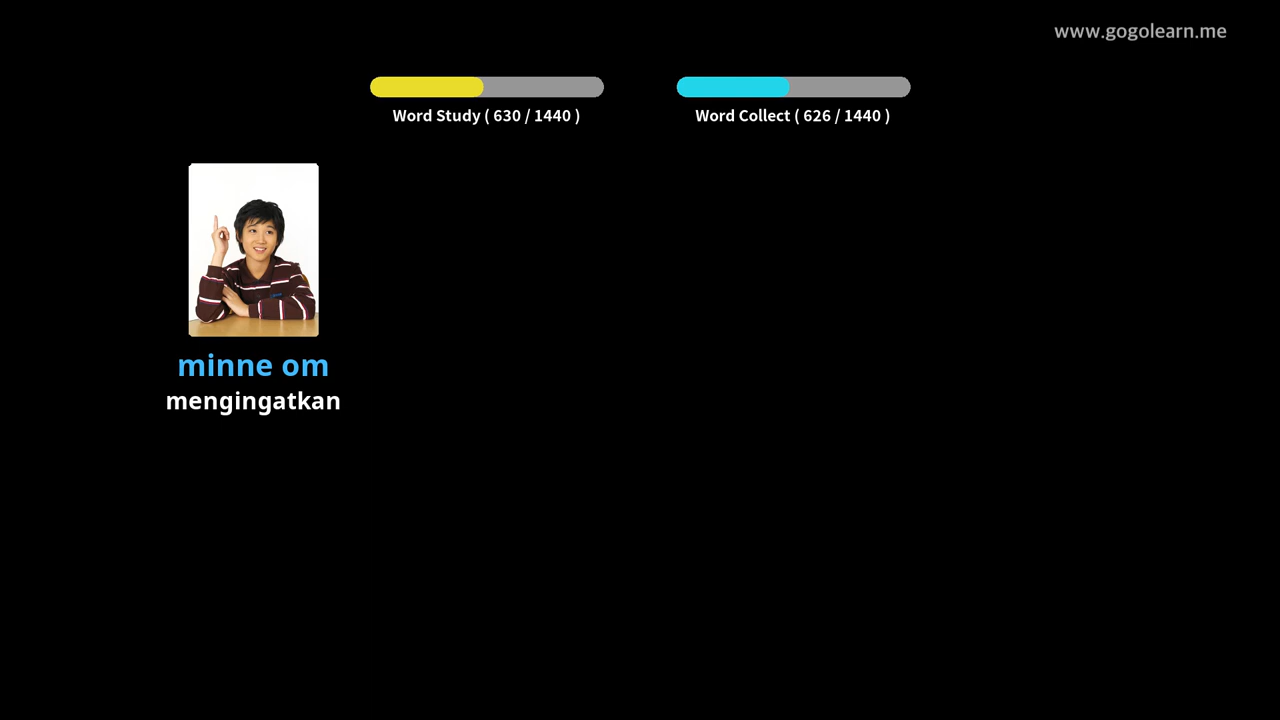 www.gogolearn.me
Word Study ( 630 / 1440 )
Word Collect ( 626 / 1440 )
minne om
mengingatkan